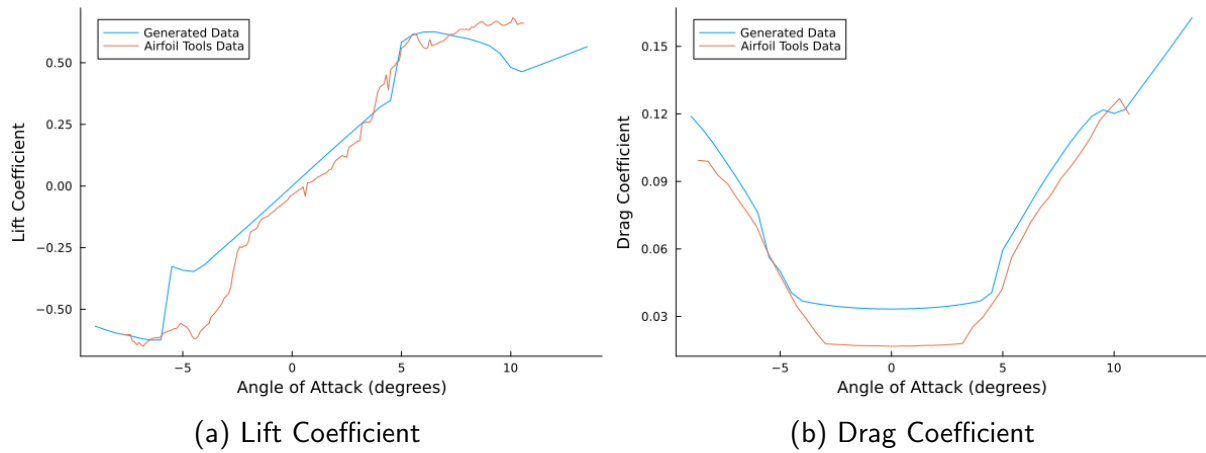 Generated Data
Airfoil Tools Data
Lift Coefficient
0.50
0.25
0.00
−0.25
−0.50
−5
0
5
10
Angle of Attack (degrees)
(a) Lift Coefficient
Generated Data
Airfoil Tools Data
Drag Coefficient
0.15
0.12
0.09
0.06
0.03
−5
0
5
10
Angle of Attack (degrees)
(b) Drag Coefficient